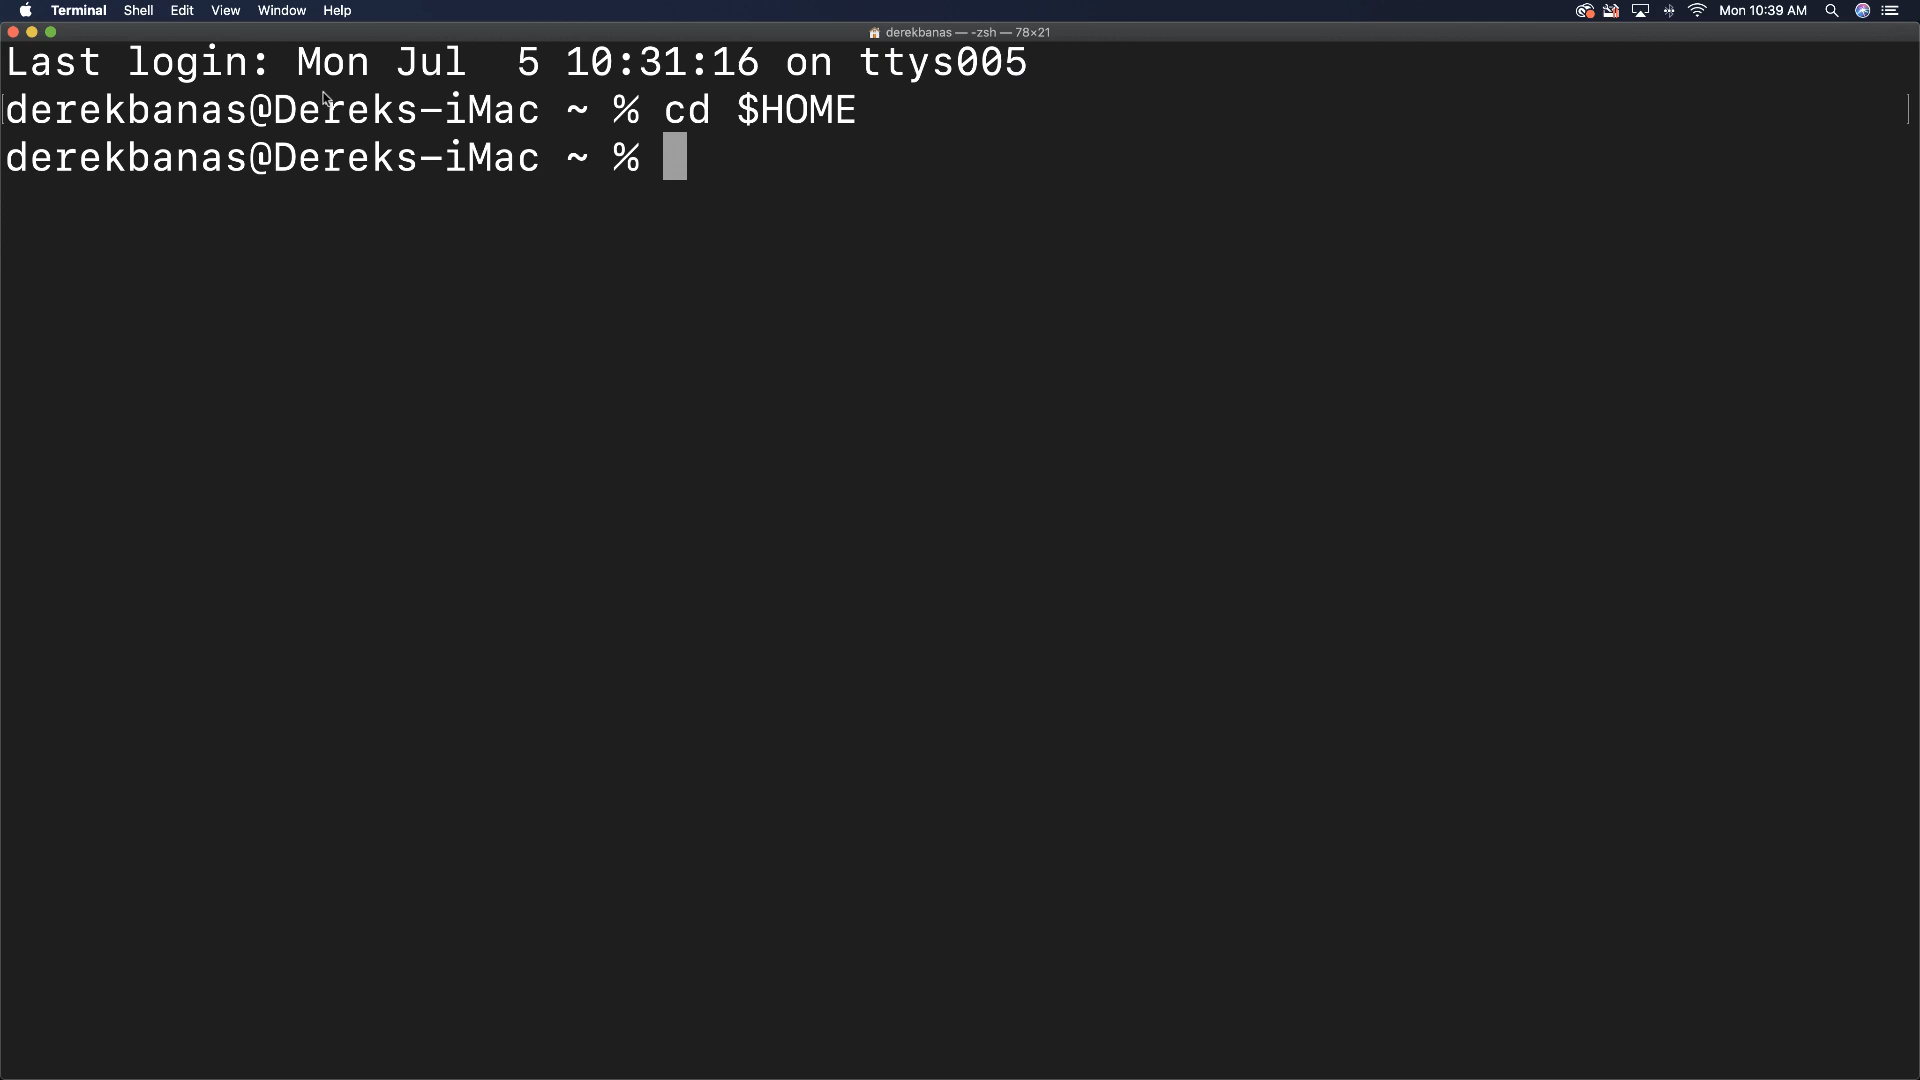 Terminal Shell Edit View Window Help Mon 10:39 AM
derekbanas — -zsh — 78×21
Last login: Mon Jul  5 10:31:16 on ttys005
derekbanas@Dereks-iMac ~ % cd $HOME
derekbanas@Dereks-iMac ~ %